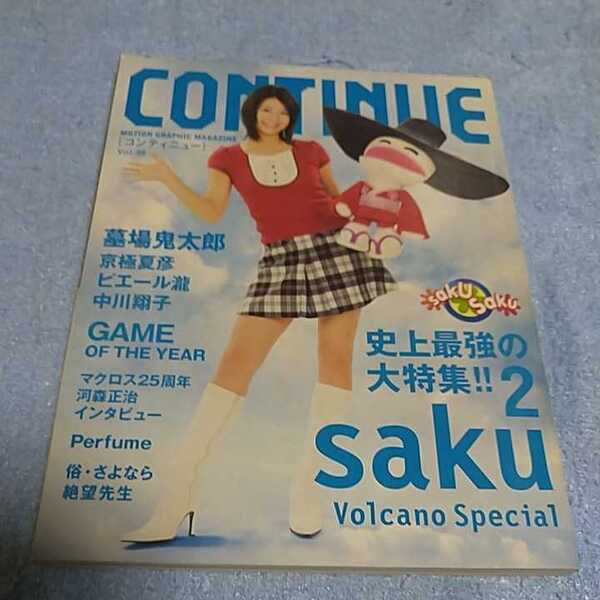 CONTINUE
MOTION GRAPHIC MAGAZINE
[コンティニュー]
墓場鬼太郎
京極夏彦
ピエール瀧
中川翔子
GAME
OF THE YEAR
マクロス25周年
河森正治
インタビュー
Perfume
俗・さよなら
絶望先生
saku saku
史上最強の
大特集!! 2
saku
Volcano Special